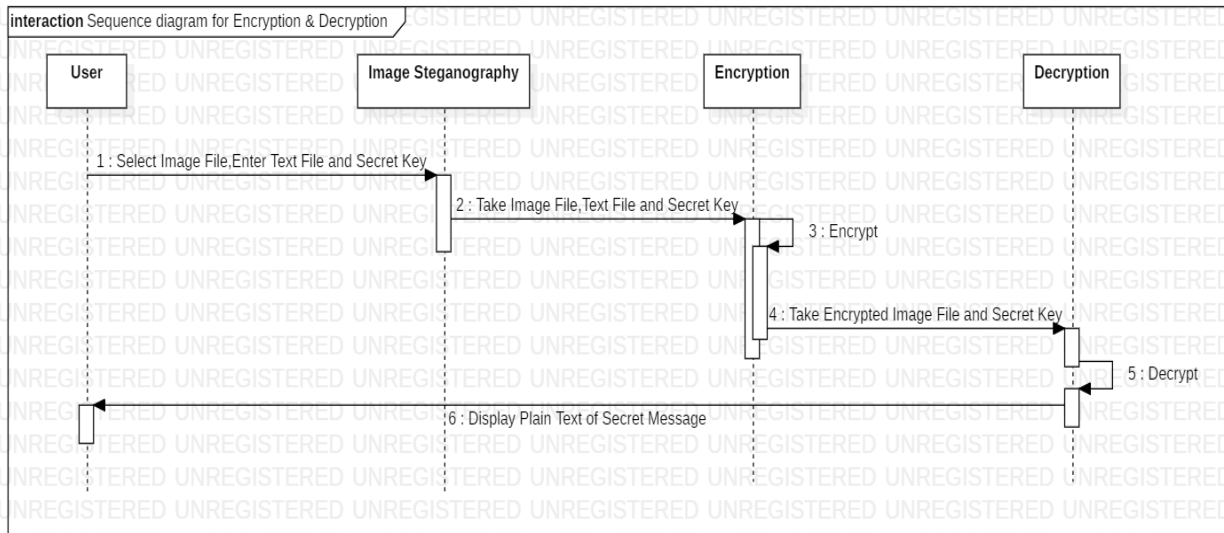 interaction Sequence diagram for Encryption & Decryption
User
Image Steganography
Encryption
Decryption
1 : Select Image File,Enter Text File and Secret Key
2 : Take Image File,Text File and Secret Key
3 : Encrypt
4 : Take Encrypted Image File and Secret Key
5 : Decrypt
6 : Display Plain Text of Secret Message
UNREGISTERED